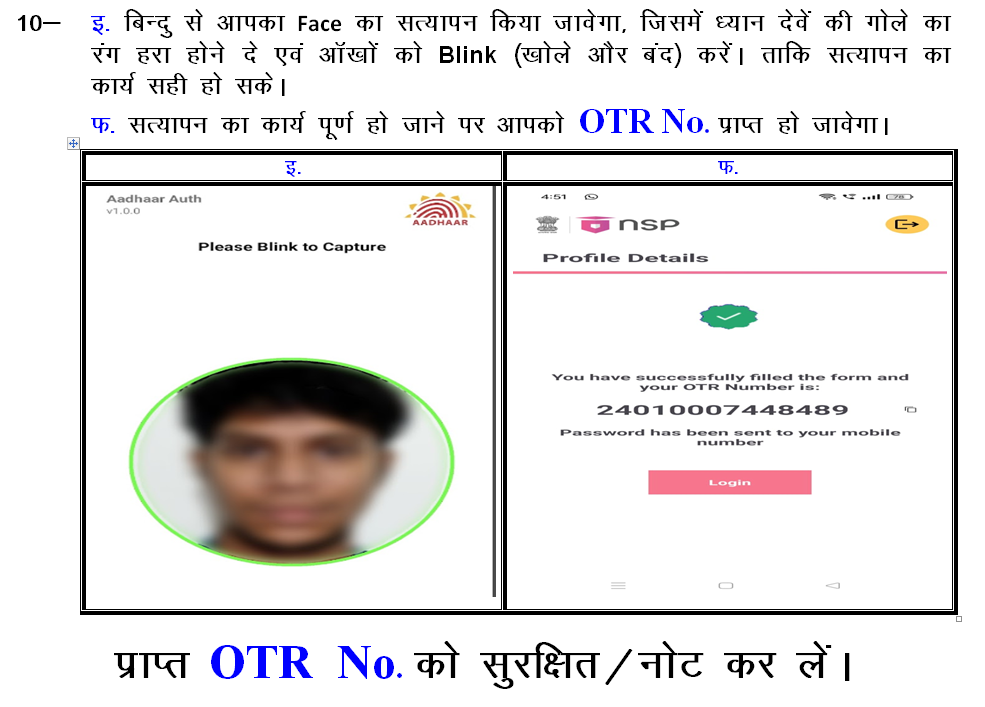 10– इ. बिन्दु से आपका Face का सत्यापन किया जावेगा, जिसमें ध्यान देवें की गोले का
रंग हरा होने दे एवं ऑखों को Blink (खोले और बंद) करें। ताकि सत्यापन का
कार्य सही हो सके।
फ. सत्यापन का कार्य पूर्ण हो जाने पर आपको OTR No. प्राप्त हो जावेगा।
इ.
फ.
Aadhaar Auth
v1.0.0
AADHAAR
Please Blink to Capture
4:51
78
NSP
Profile Details
You have successfully filled the form and
your OTR Number is:
24010007448489
Password has been sent to your mobile
number
Login
प्राप्त OTR No. को सुरक्षित/नोट कर लें।